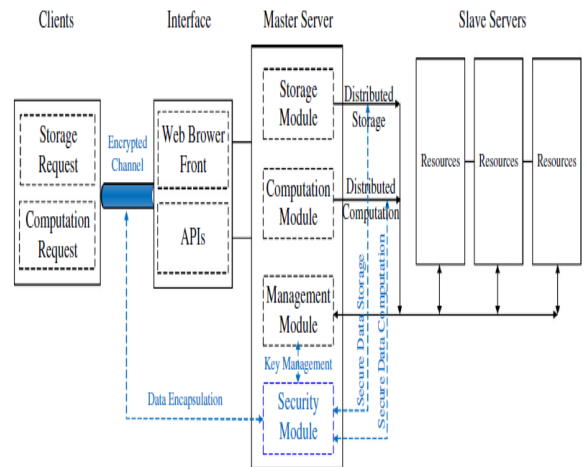 Clients
Interface
Master Server
Slave Servers
Storage
Request
Computation
Request
Encrypted
Channel
Web Brower
Front
APIs
Storage
Module
Computation
Module
Management
Module
Key Management
Security
Module
Data Encapsulation
Distributed
Storage
Distributed
Computation
Secure Data Storage
Secure Data Computation
Resources
Resources
Resources